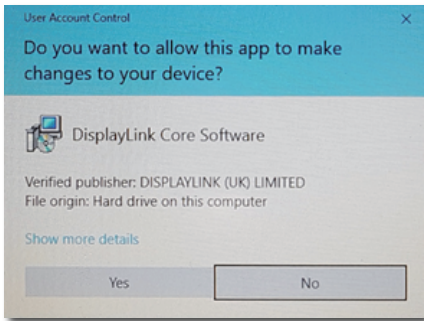 User Account Control
Do you want to allow this app to make
changes to your device?
DisplayLink Core Software
Verified publisher: DISPLAYLINK (UK) LIMITED
File origin: Hard drive on this computer
Show more details
Yes
No